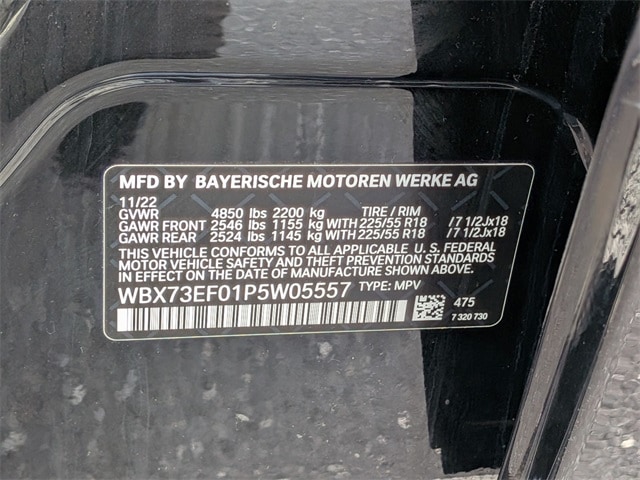 MFD BY BAYERISCHE MOTOREN WERKE AG
11/22
GVWR 4850 lbs 2200 kg TIRE / RIM
GAWR FRONT 2546 lbs 1155 kg WITH 225/55 R18 / 7 1/2Jx18
GAWR REAR 2524 lbs 1145 kg WITH 225/55 R18 / 7 1/2Jx18
THIS VEHICLE CONFORMS TO ALL APPLICABLE U. S. FEDERAL
MOTOR VEHICLE SAFETY AND THEFT PREVENTION
STANDARDS IN EFFECT ON DATE OF MANUFACTURE SHOWN ABOVE.
WBX73EF01P5W05557 TYPE: MPV
475
7 320 730